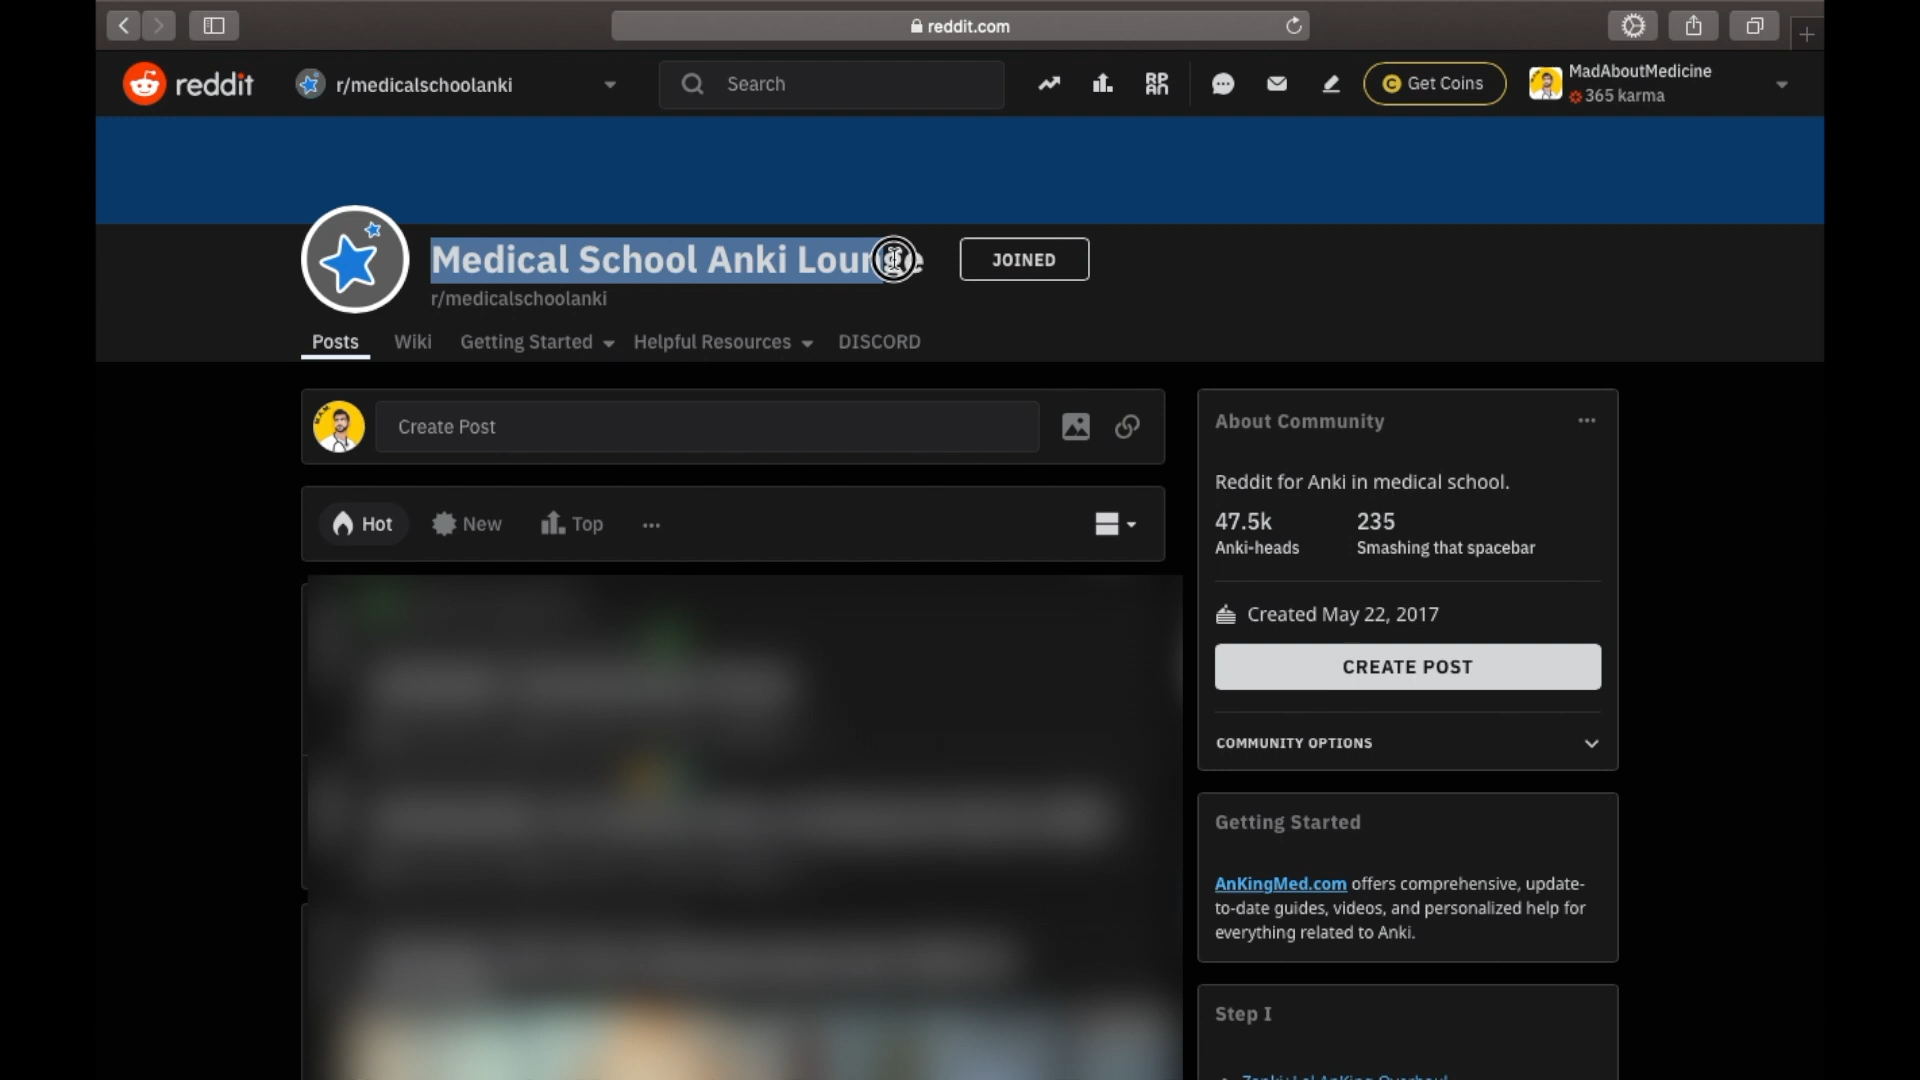 reddit.com
reddit
r/medicalschoolanki
Search
Get Coins
MadAboutMedicine
365 karma
Medical School Anki Lounge
JOINED
r/medicalschoolanki
Posts
Wiki
Getting Started
Helpful Resources
DISCORD
Create Post
Hot
New
Top
About Community
Reddit for Anki in medical school.
47.5k
235
Anki-heads
Smashing that spacebar
Created May 22, 2017
CREATE POST
COMMUNITY OPTIONS
Getting Started
AnKingMed.com offers comprehensive, update-
to-date guides, videos, and personalized help for
everything related to Anki.
Step I